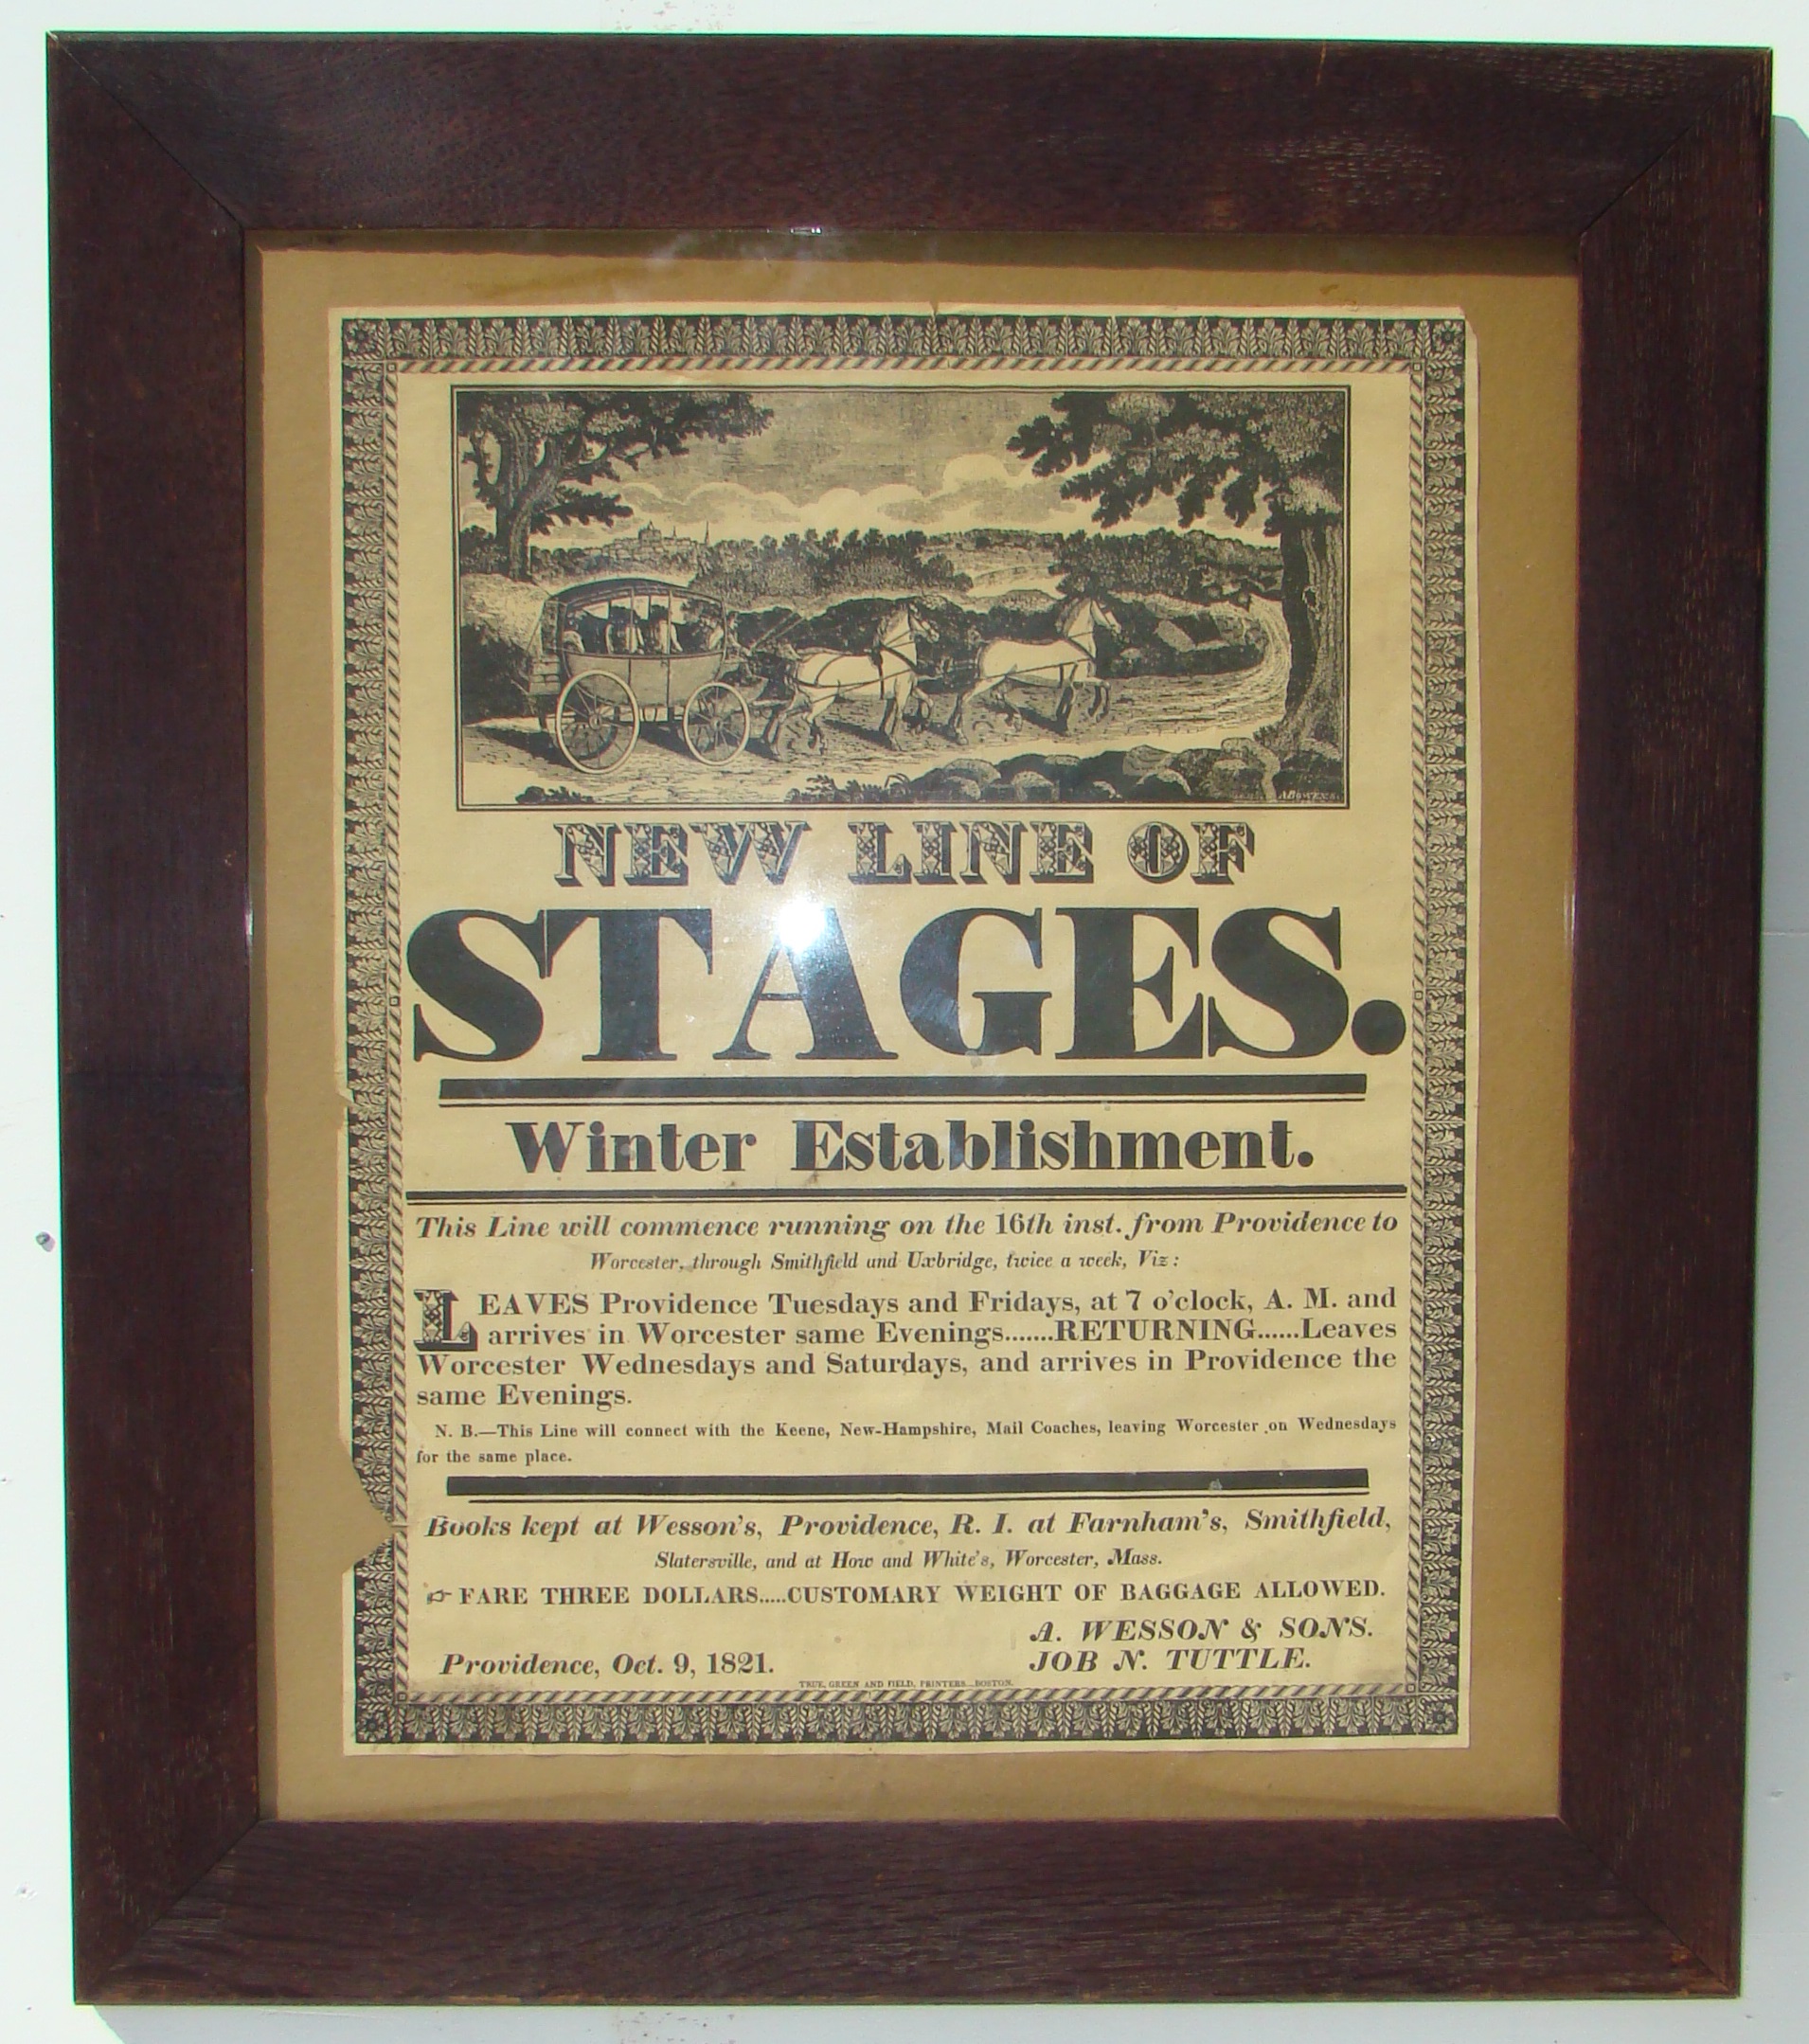 A BOWEN.
NEW LINE OF
STAGES.
Winter Establishment.
This Line will commence running on the 16th inst. from Providence to
Worcester, through Smithfield and Uxbridge, twice a week, Viz:
LEAVES Providence Tuesdays and Fridays, at 7 o'clock, A. M. and
arrives in Worcester same Evenings.......RETURNING......Leaves
Worcester Wednesdays and Saturdays, and arrives in Providence the
same Evenings.
N. B.—This Line will connect with the Keene, New-Hampshire, Mail Coaches, leaving Worcester on Wednesdays
for the same place.
Books kept at Wesson's, Providence, R. I. at Farnham's, Smithfield,
Slatersville, and at How and White's, Worcester, Mass.
☞ FARE THREE DOLLARS.....CUSTOMARY WEIGHT OF BAGGAGE ALLOWED.
A. WESSON & SONS.
JOB N. TUTTLE.
Providence, Oct. 9, 1821.
TRUE, GREEN AND FIELD, PRINTERS...BOSTON.